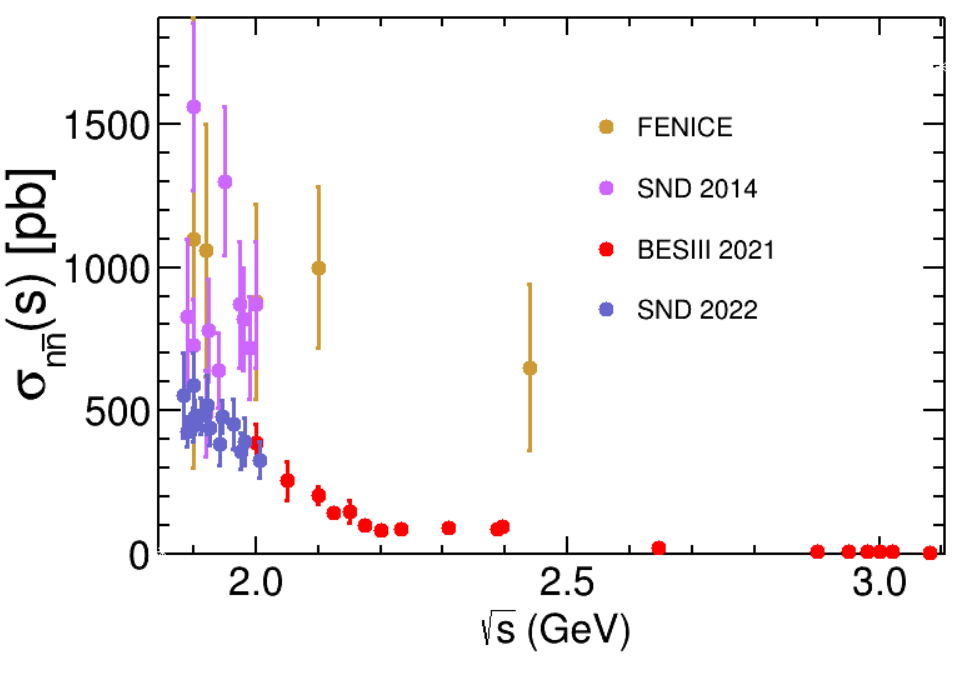 1500
1000
500
0
σnn̅(s) [pb]
FENICE
SND 2014
BESIII 2021
SND 2022
2.0 2.5 3.0
√s (GeV)